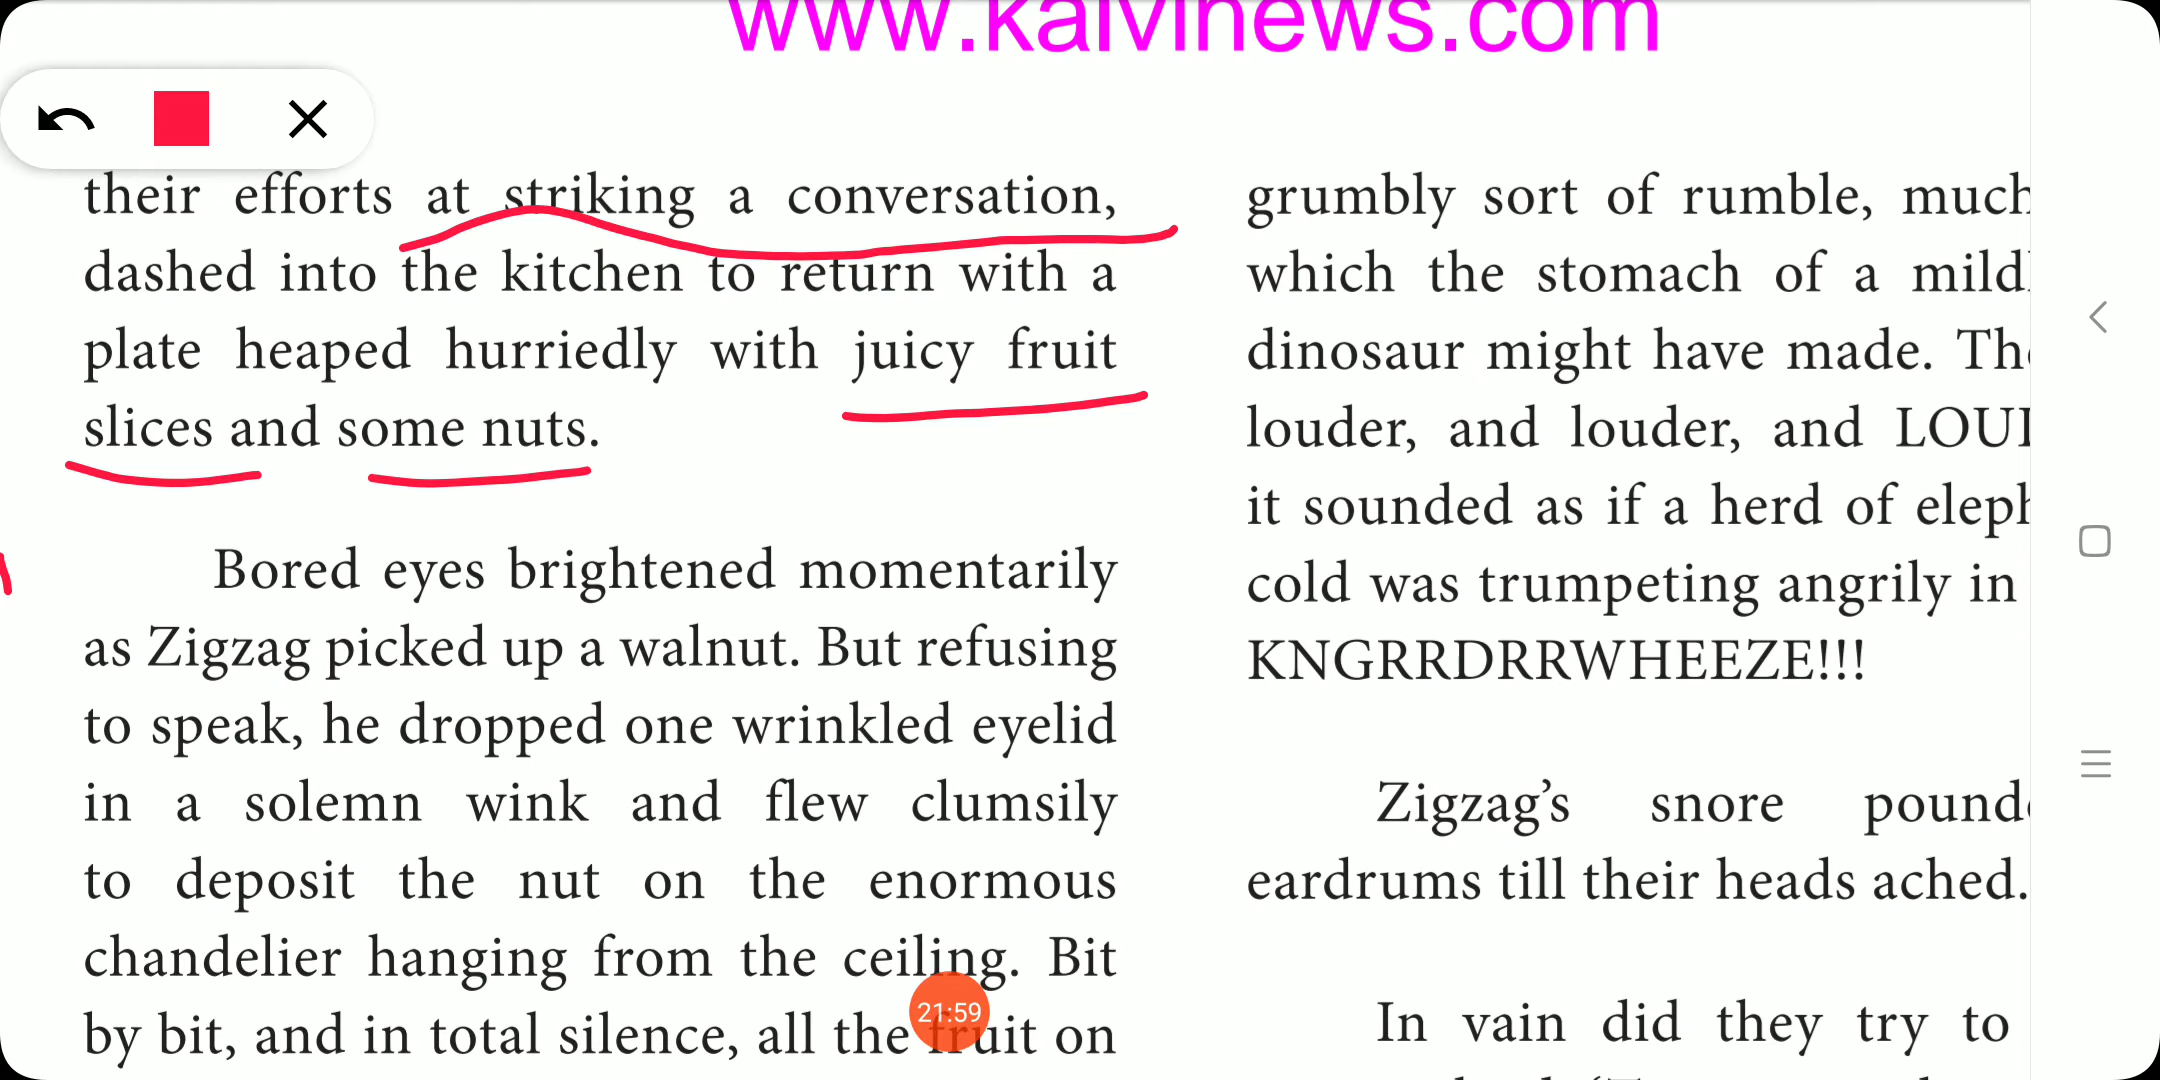 www.kalvinews.com
their efforts at striking a conversation,
dashed into the kitchen to return with a
plate heaped hurriedly with juicy fruit
slices and some nuts.
Bored eyes brightened momentarily
as Zigzag picked up a walnut. But refusing
to speak, he dropped one wrinkled eyelid
in a solemn wink and flew clumsily
to deposit the nut on the enormous
chandelier hanging from the ceiling. Bit
by bit, and in total silence, all the fruit on
21:59
grumbly sort of rumble, much
which the stomach of a mild
dinosaur might have made. The
louder, and louder, and
it sounded as if a herd of
cold was trumpeting angrily in
KNGRRDRRWHEEZE!!!
Zigzag's snore
eardrums till their heads ached.
In vain did they try to